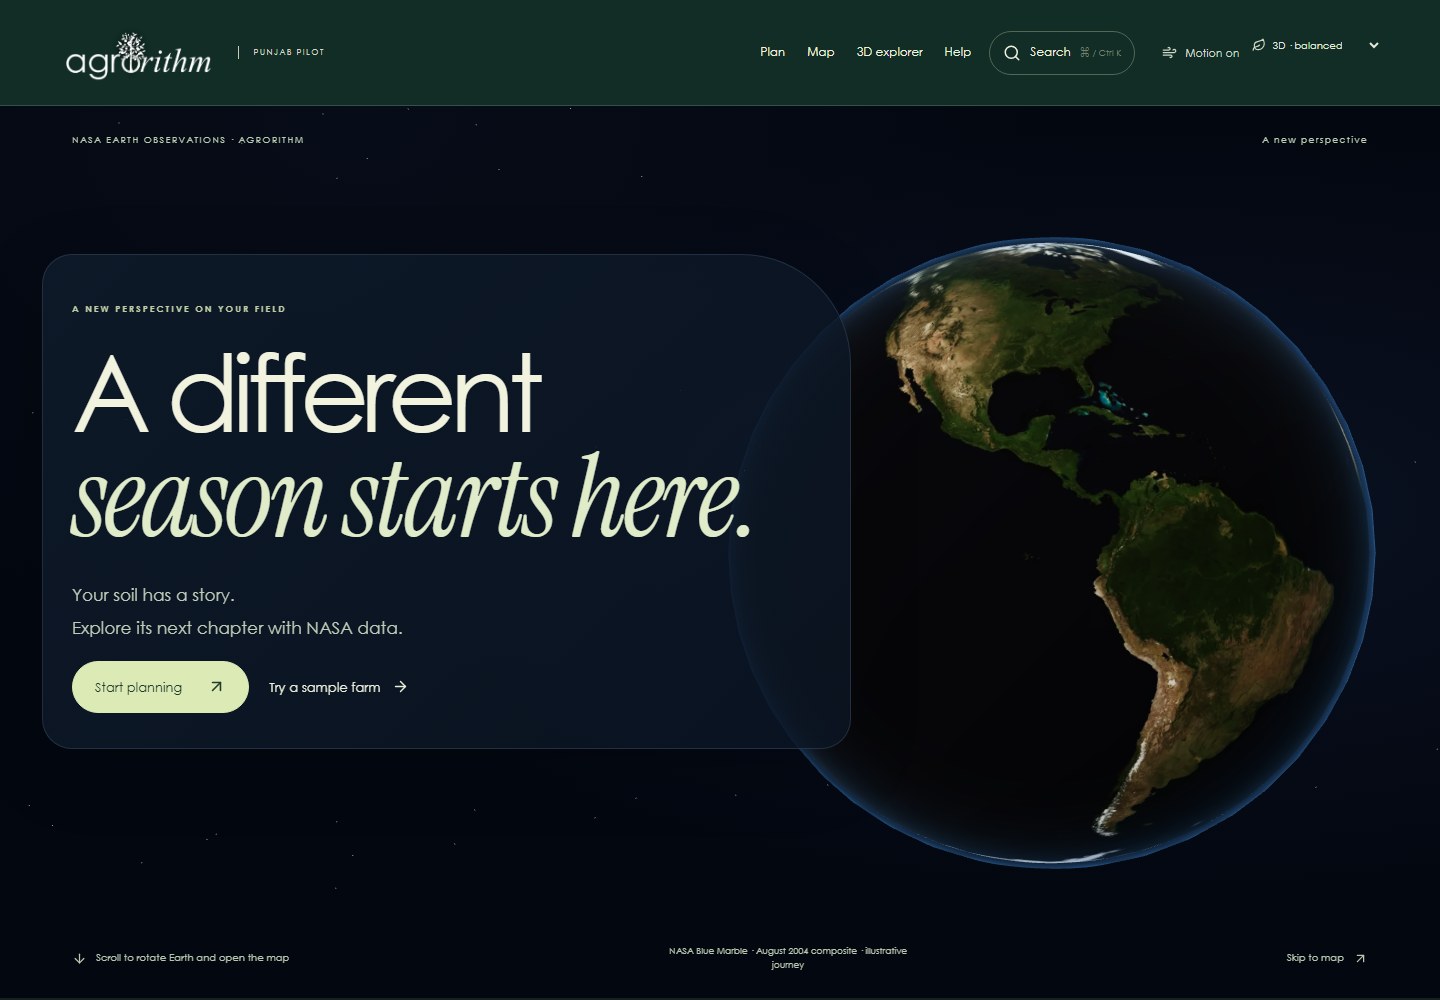 agrorithm
PUNJAB PILOT
Plan
Map
3D explorer
Help
Search ⌘ / Ctrl K
Motion on
3D · balanced
NASA EARTH OBSERVATIONS · AGRORITHM
A new perspective
A NEW PERSPECTIVE ON YOUR FIELD
A different
season starts here.
Your soil has a story.
Explore its next chapter with NASA data.
Start planning
Try a sample farm
Scroll to rotate Earth and open the map
NASA Blue Marble · August 2004 composite · illustrative
journey
Skip to map